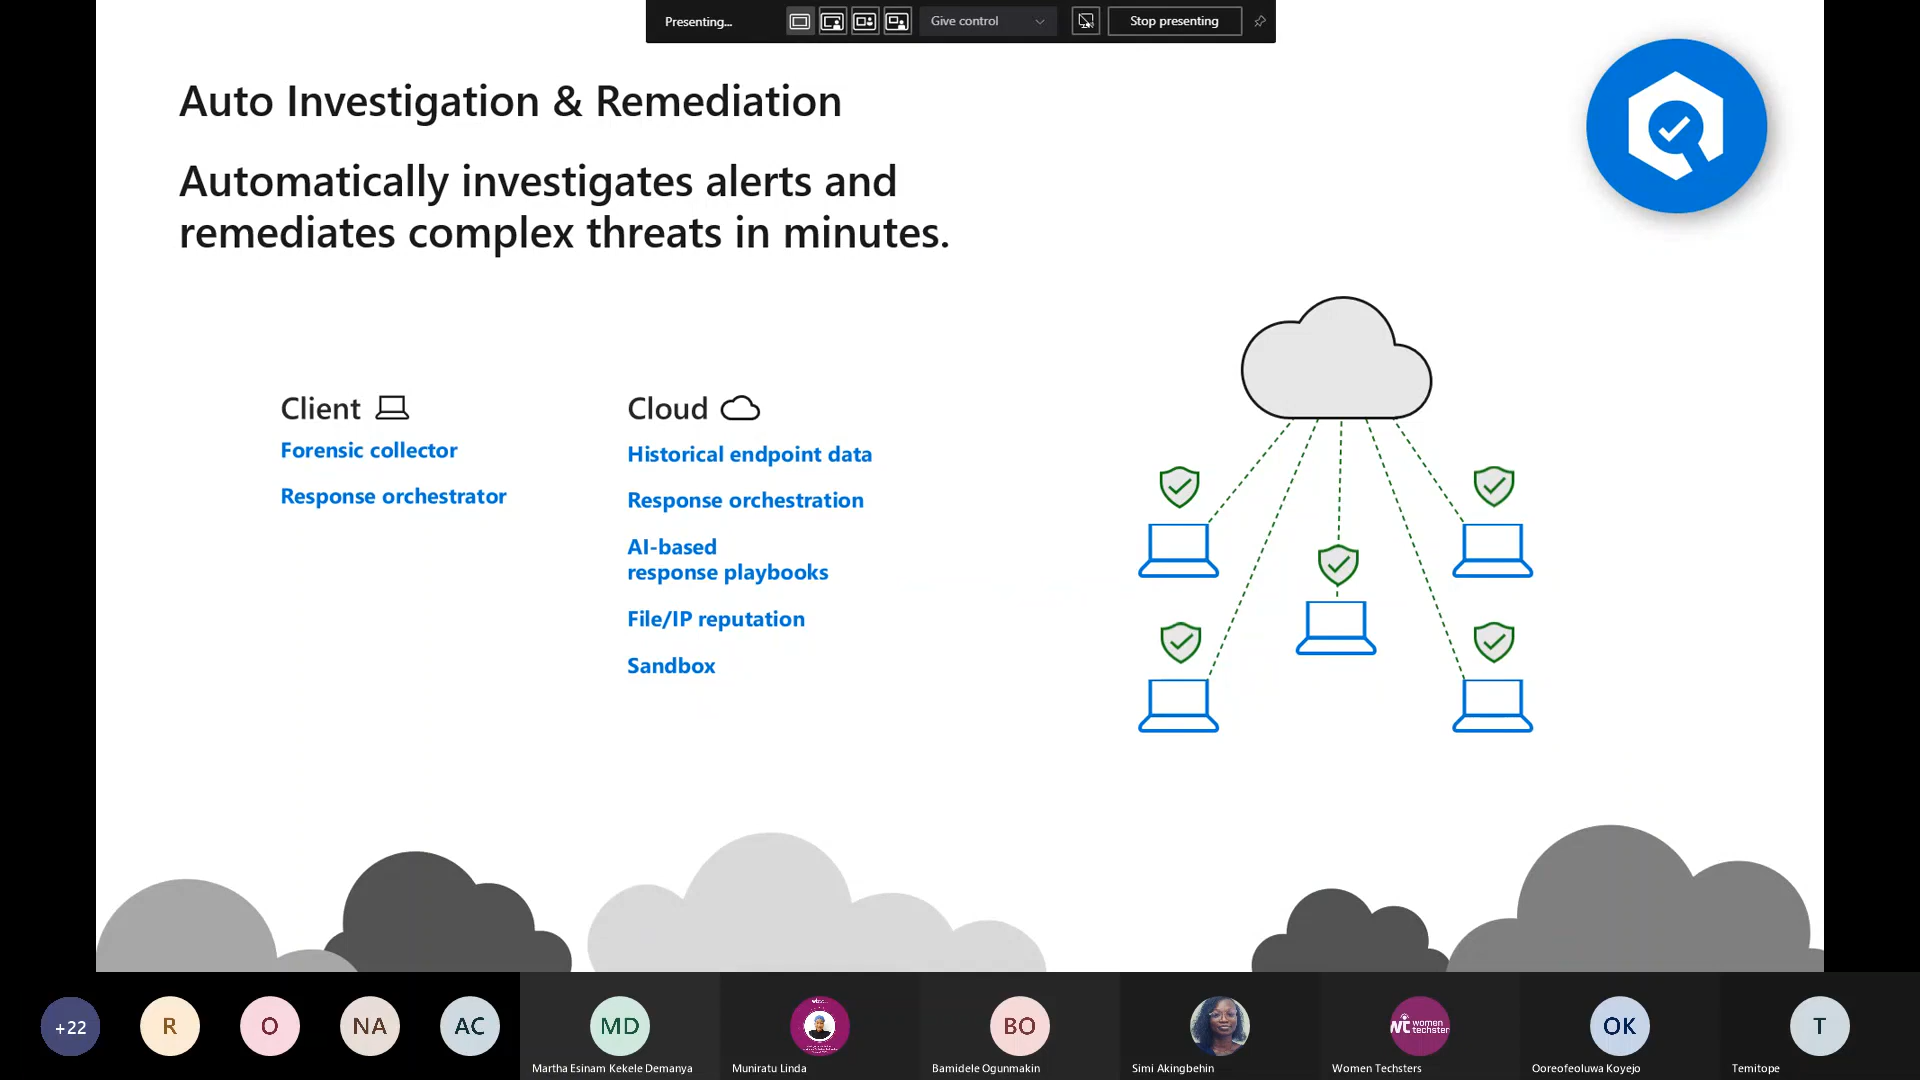 Presenting...
Give control
Stop presenting
Auto Investigation & Remediation
Automatically investigates alerts and
remediates complex threats in minutes.
Client
Forensic collector
Response orchestrator
Cloud
Historical endpoint data
Response orchestration
AI-based
response playbooks
File/IP reputation
Sandbox
+22
R
O
NA
AC
MD
Martha Esinam Kekele Demanya
Muniratu Linda
BO
Bamidele Ogunmakin
Simi Akingbehin
women
techster
Women Techsters
OK
Ooreofeoluwa Koyejo
T
Temitope